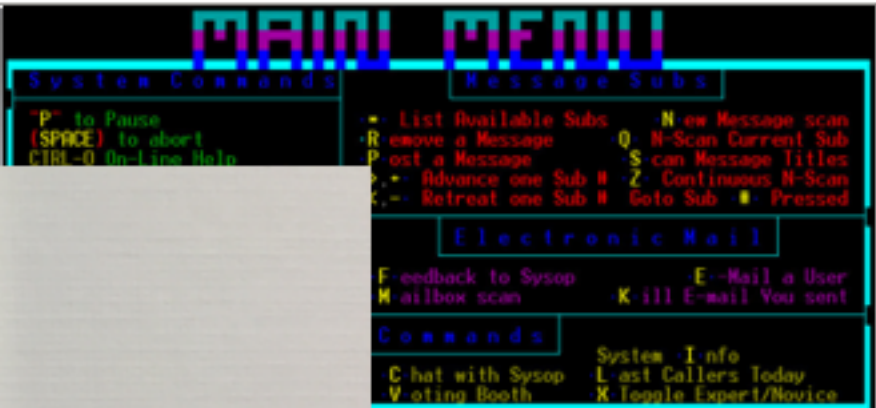 MAIN MENU
System Commands
Message Subs
"P" to Pause
(SPACE) to abort
CTRL-O On-Line Help
* List Available Subs
N ew Message scan
R emove a Message
Q N-Scan Current Sub
P ost a Message
S can Message Titles
>,+ Advance one Sub #
Z Continuous N-Scan
<,- Retreat one Sub #
Goto Sub # Pressed
Electronic Mail
F eedback to Sysop
E -Mail a User
M ailbox scan
K ill E-mail You sent
Commands
System I nfo
C hat with Sysop
L ast Callers Today
V oting Booth
X Toggle Expert/Novice